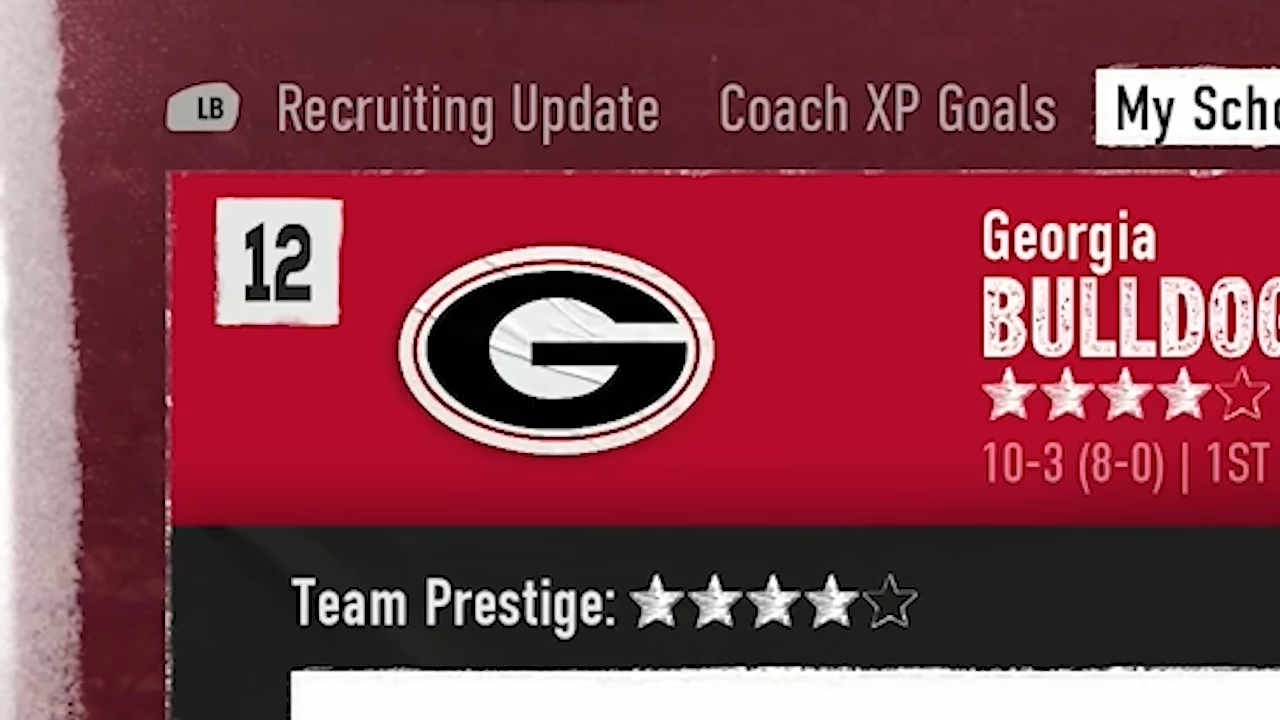 LB Recruiting Update Coach XP Goals My Scho
12
G
Georgia
BULLDOG
10-3 (8-0) | 1ST
Team Prestige: